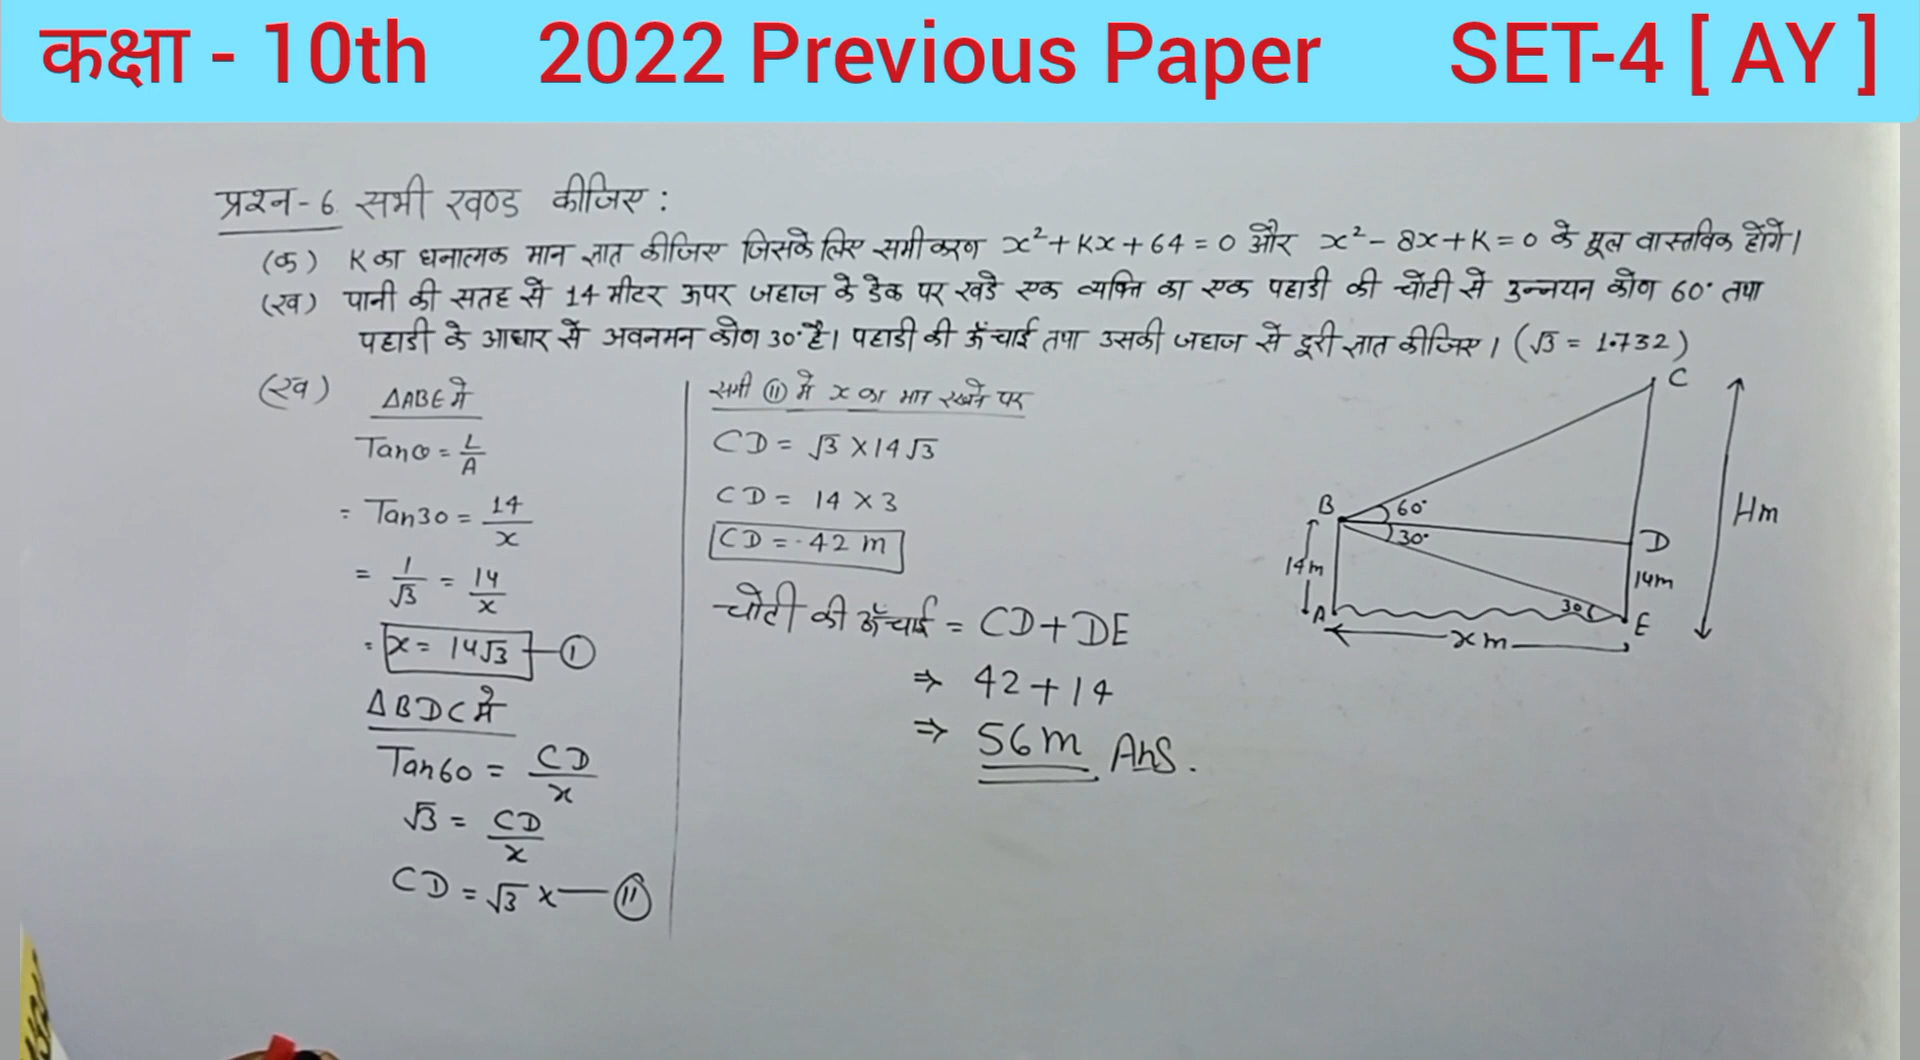 कक्षा - 10th 2022 Previous Paper SET-4 [ AY ]
प्रश्न-6. सभी खण्ड कीजिए :
(क) K का धनात्मक मान ज्ञात कीजिए जिसके लिए समीकरण x² + Kx + 64 = 0 और x² - 8x + K = 0 के मूल वास्तविक होंगे।
(ख) पानी की सतह से 14 मीटर ऊपर जहाज के डेक पर खडे एक व्यक्ति का एक पहाडी की चोटी से उन्नयन कोण 60° तथा
पहाडी के आधार से अवनमन कोण 30° है। पहाडी की ऊँचाई तथा उसकी जहाज से दूरी ज्ञात कीजिए। (√3 = 1.732)
(ख) ΔABE में
Tanθ = L/A
= Tan30 = 14/x
= 1/√3 = 14/x
= x = 14√3 — (I)
ΔBDC में
Tan60 = CD/x
√3 = CD/x
CD = √3 x — (II)
समी (II) में x का मान रखने पर
CD = √3 × 14√3
CD = 14 × 3
CD = 42 m
चोटी की ऊँचाई = CD + DE
⇒ 42 + 14
⇒ 56 m Ans.
C
B 60°
30° D
Hm
14m 14m
A 30° E
x m